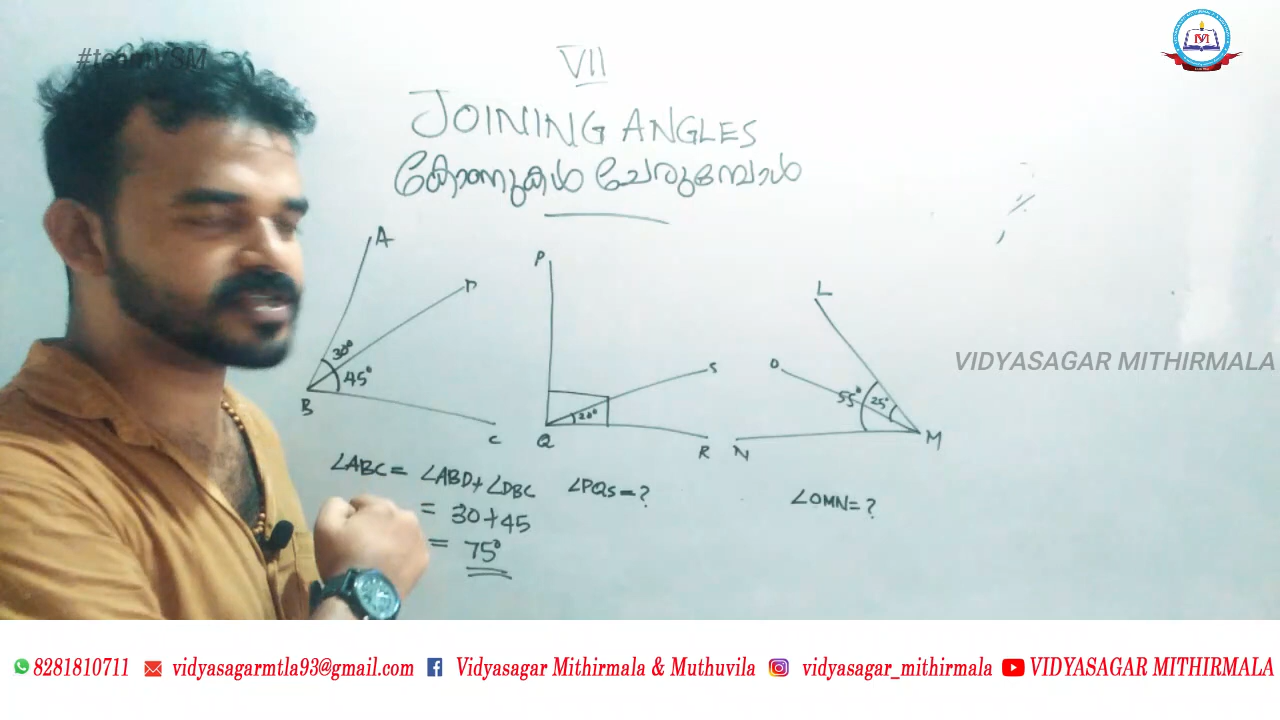 #teamVSM
VII
JOINING ANGLES
കോണുകൾ ചേരുമ്പോൾ
A
D
30°
45°
B
C
P
S
20°
Q
R
L
O
55°
25°
N
M
VIDYASAGAR MITHIRMALA
∠ABC = ∠ABD + ∠DBC
= 30+45
= 75°
∠PQS = ?
∠OMN = ?
8281810711 vidyasagarmtla93@gmail.com Vidyasagar Mithirmala & Muthuvila vidyasagar_mithirmala VIDYASAGAR MITHIRMALA